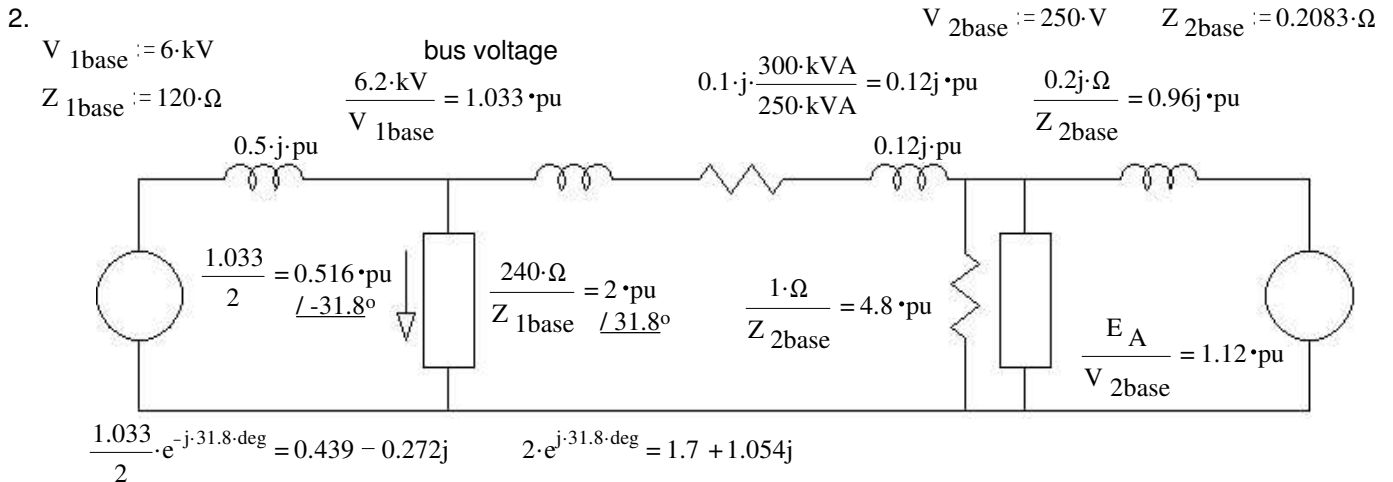 2.
V 1base := 6·kV
Z 1base := 120·Ω
bus voltage
6.2·kV / V 1base = 1.033 •pu
0.1·j· 300·kVA / 250·kVA = 0.12j •pu
V 2base := 250·V Z 2base := 0.2083·Ω
0.2j·Ω / Z 2base = 0.96j •pu
0.5·j·pu
0.12j·pu
1.033 / 2 = 0.516 •pu
/ -31.8º
240·Ω / Z 1base = 2 •pu
/ 31.8º
1·Ω / Z 2base = 4.8 •pu
E A / V 2base = 1.12 •pu
1.033 / 2 ·e^-j·31.8·deg = 0.439 − 0.272j
2·e^j·31.8·deg = 1.7 + 1.054j